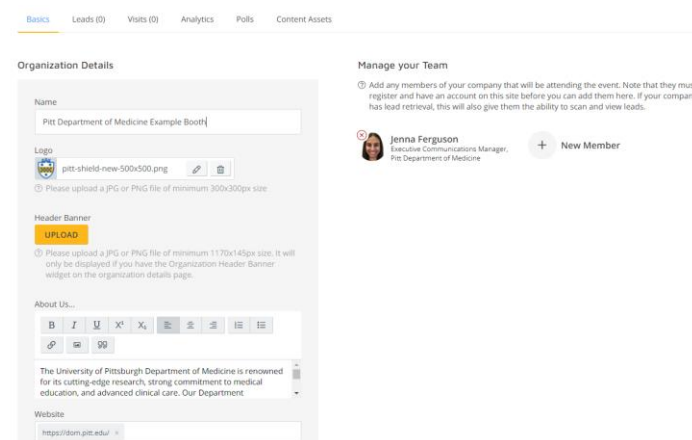 Basics Leads (0) Visits (0) Analytics Polls Content Assets
Organization Details
Name
Pitt Department of Medicine Example Booth
Logo
pitt-shield-new-500x500.png
Please upload a JPG or PNG file of minimum 300x300px size
Header Banner
UPLOAD
Please upload a JPG or PNG file of minimum 1170x145px size. It will
only be displayed if you have the Organization Header Banner
widget on the organization details page.
About Us...
B I U X² X₂
The University of Pittsburgh Department of Medicine is renowned
for its cutting-edge research, strong commitment to medical
education, and advanced clinical care. Our Department
Website
https://dom.pitt.edu/ ×
Manage your Team
Add any members of your company that will be attending the event. Note that they mus
register and have an account on this site before you can add them here. If your compan
has lead retrieval, this will also give them the ability to scan and view leads.
Jenna Ferguson
Executive Communications Manager,
Pitt Department of Medicine
+ New Member